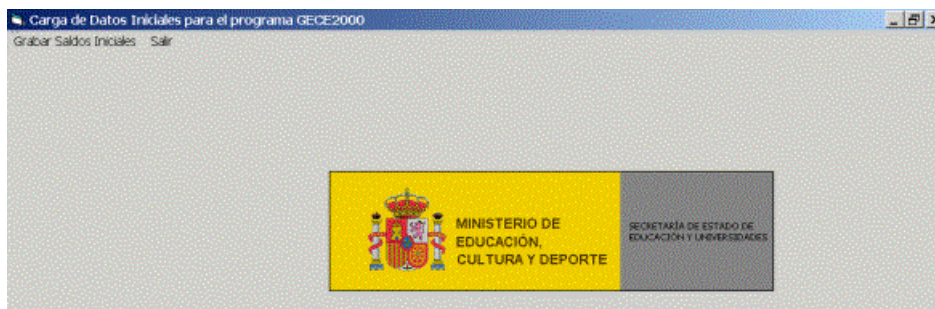 Carga de Datos Iniciales para el programa GECE2000
Grabar Saldos Iniciales Salir
MINISTERIO DE
EDUCACIÓN,
CULTURA Y DEPORTE
SECRETARÍA DE ESTADO DE
EDUCACIÓN Y UNIVERSIDADES